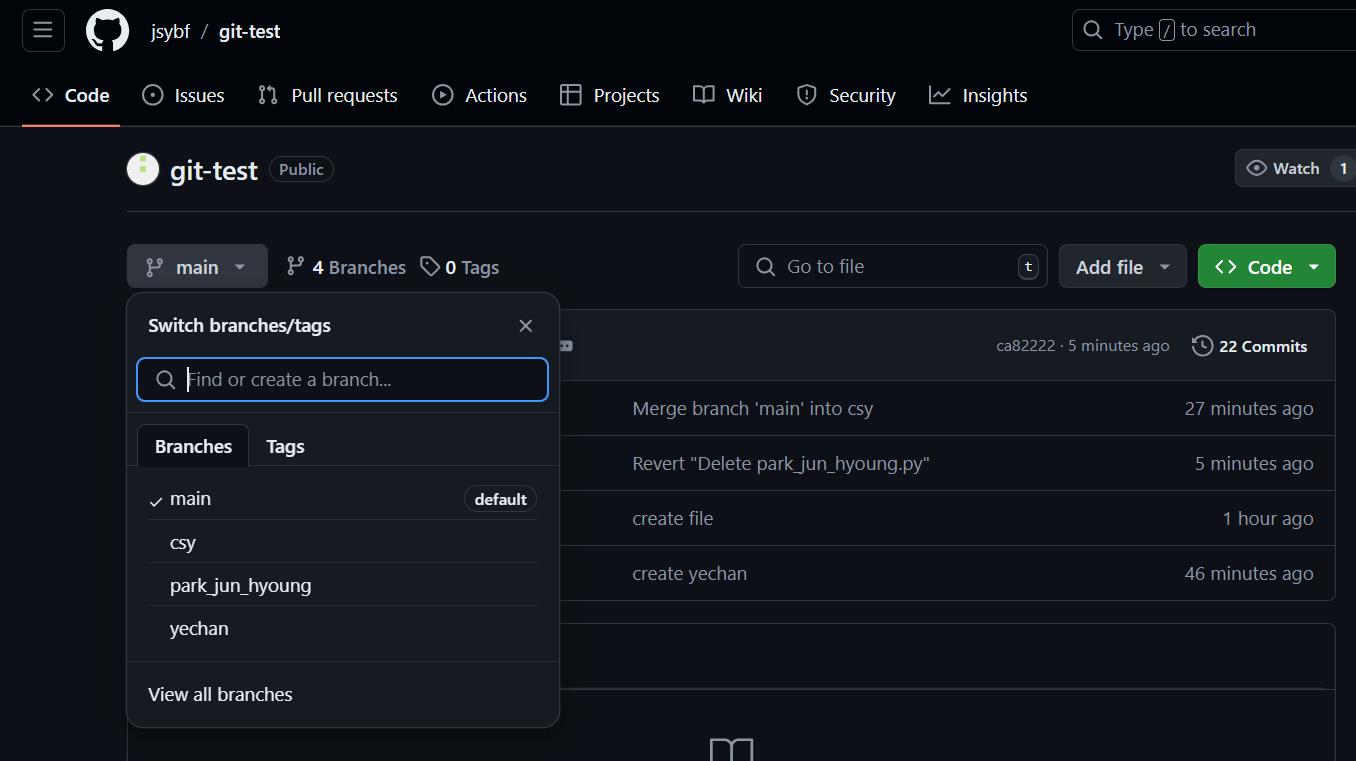 jsybf / git-test
Type / to search
Code Issues Pull requests Actions Projects Wiki Security Insights
git-test Public
Watch 1
main 4 Branches 0 Tags
Go to file t
Add file
Code
Switch branches/tags
Find or create a branch...
Branches Tags
main default
csy
park_jun_hyoung
yechan
View all branches
ca82222 · 5 minutes ago 22 Commits
Merge branch 'main' into csy 27 minutes ago
Revert "Delete park_jun_hyoung.py" 5 minutes ago
create file 1 hour ago
create yechan 46 minutes ago